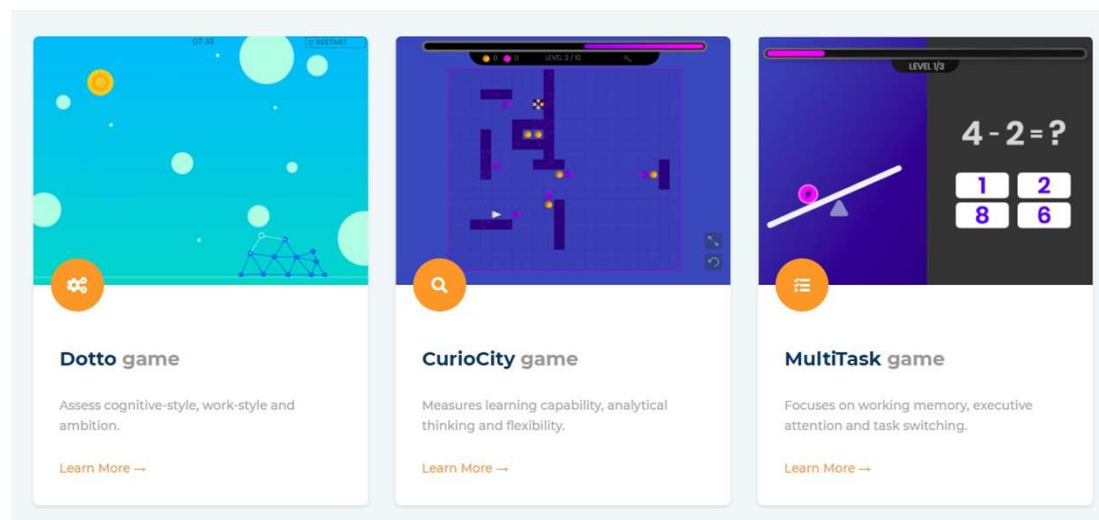 07:35
RESTART
0 0 LEVEL 2 / 10
LEVEL 1/3
4 - 2 = ?
1 2
8 6
Dotto game
Assess cognitive-style, work-style and
ambition.
Learn More →
CurioCity game
Measures learning capability, analytical
thinking and flexibility.
Learn More →
MultiTask game
Focuses on working memory, executive
attention and task switching.
Learn More →